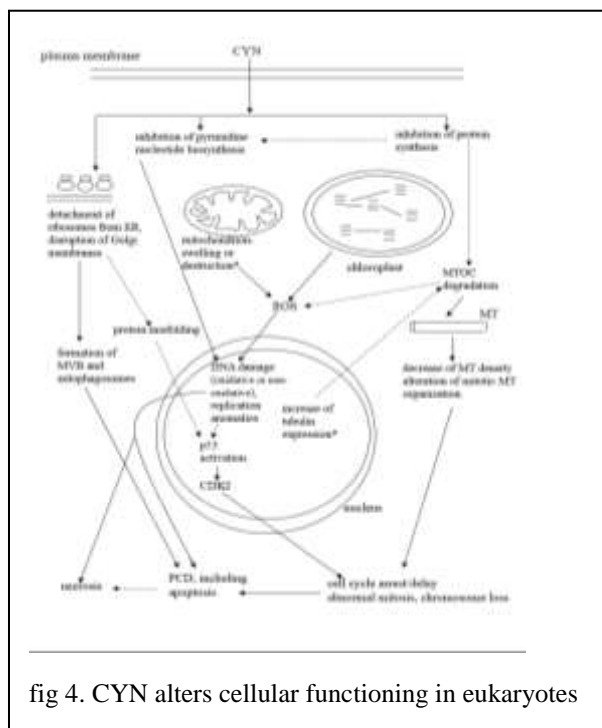 plasma membrane
CYN
inhibition of pyrimidine
nucleotide biosynthesis
inhibition of protein
synthesis
detachment of
ribosomes from ER,
disruption of Golgi
membranes
mitochondrion
swelling or
destruction*
chloroplast
MTOC
degradation
ROS
MT
protein misfolding
formation of
MVB and
autophagosomes
DNA damage
(oxidative or non-
oxidative),
replication
anomalies
increase of
tubulin
expression*
decrease of MT density
alteration of mitotic MT
organization
p53
activation
CDK2
nucleus
necrosis
PCD, including
apoptosis
cell cycle arrest/delay
abnormal mitosis, chromosome loss
fig 4. CYN alters cellular functioning in eukaryotes